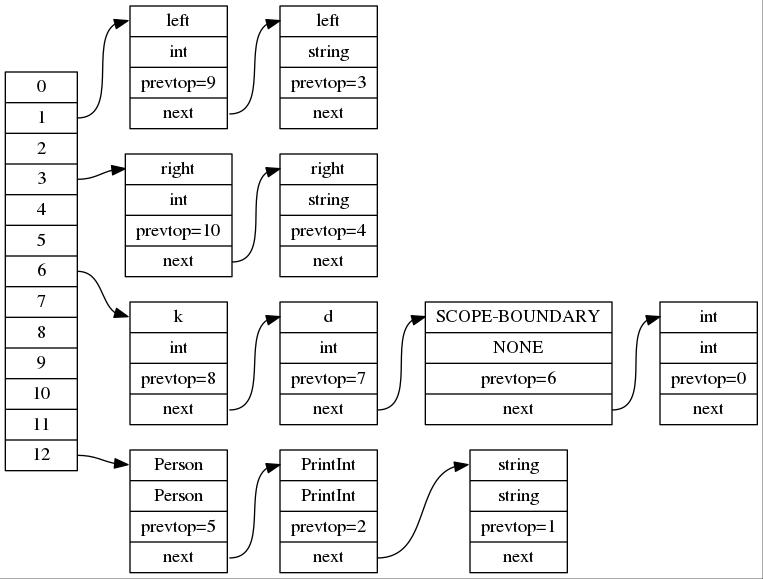 0
1
2
3
4
5
6
7
8
9
10
11
12
left
int
prevtop=9
next
left
string
prevtop=3
next
right
int
prevtop=10
next
right
string
prevtop=4
next
k
int
prevtop=8
next
d
int
prevtop=7
next
SCOPE-BOUNDARY
NONE
prevtop=6
next
int
int
prevtop=0
next
Person
Person
prevtop=5
next
PrintInt
PrintInt
prevtop=2
next
string
string
prevtop=1
next